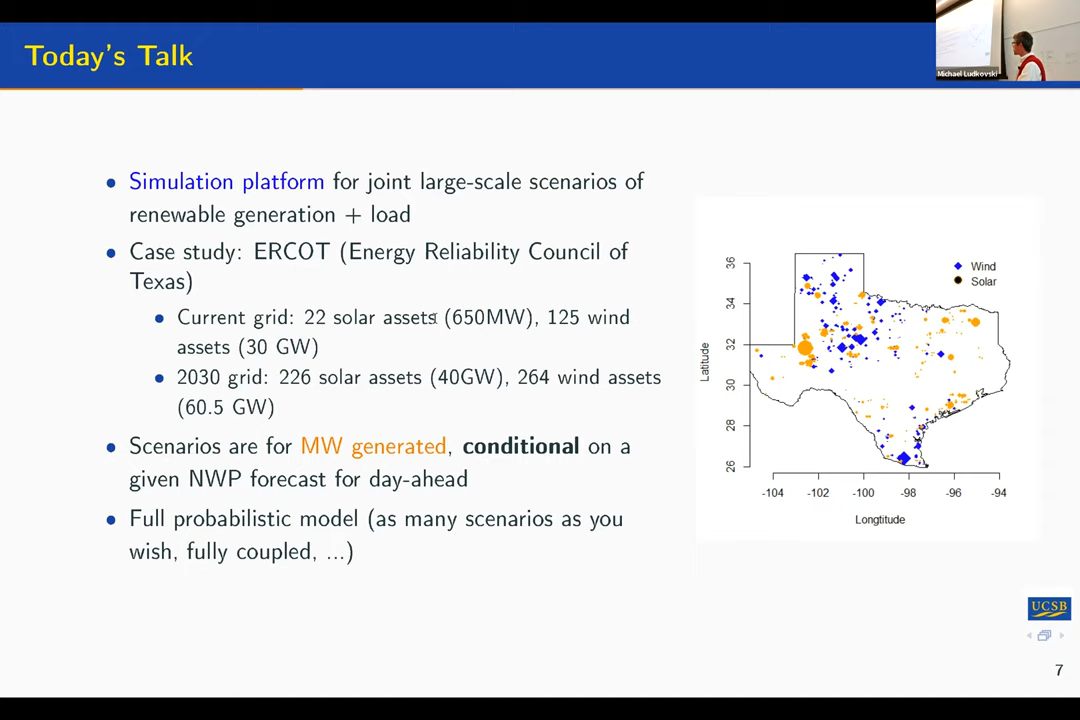 Today's Talk
Michael Ludkovski
• Simulation platform for joint large-scale scenarios of
renewable generation + load
• Case study: ERCOT (Energy Reliability Council of
Texas)
• Current grid: 22 solar assets (650MW), 125 wind
assets (30 GW)
• 2030 grid: 226 solar assets (40GW), 264 wind assets
(60.5 GW)
• Scenarios are for MW generated, conditional on a
given NWP forecast for day-ahead
• Full probabilistic model (as many scenarios as you
wish, fully coupled, ...)
Wind
Solar
Latitude
36
34
32
30
28
26
-104 -102 -100 -98 -96 -94
Longtitude
UCSB
7